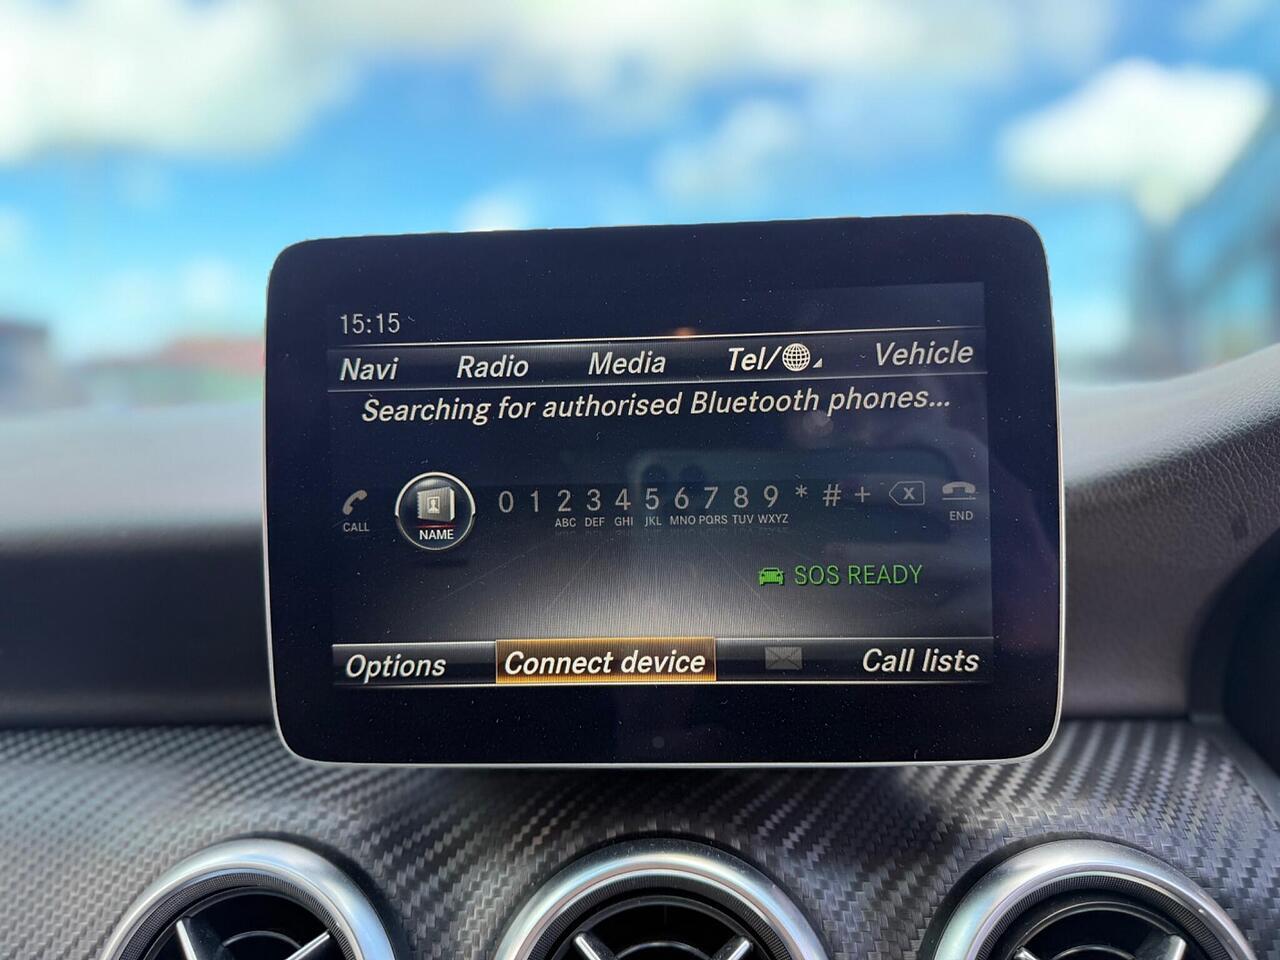 15:15
Navi Radio Media Tel/ Vehicle
Searching for authorised Bluetooth phones...
0 1 2 3 4 5 6 7 8 9 * # + X
ABC DEF GHI JKL MNO PQRS TUV WXYZ
CALL NAME END
SOS READY
Options Connect device Call lists